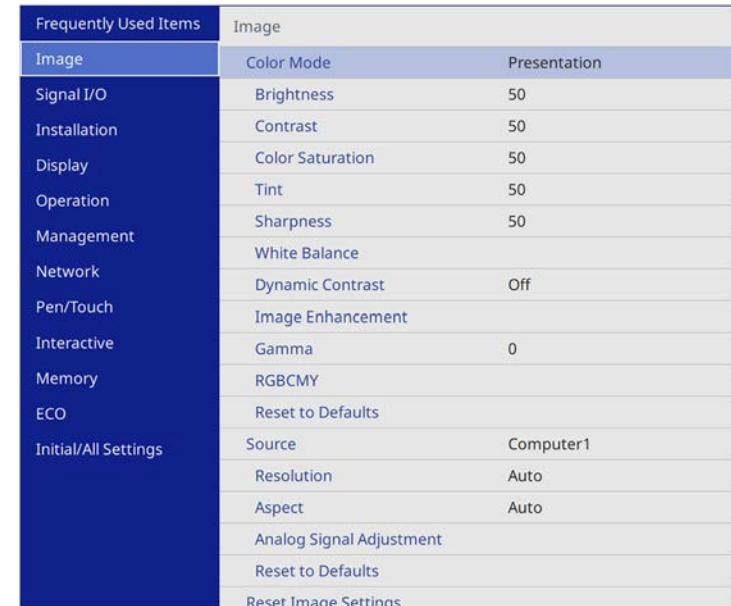 Frequently Used Items
Image
Signal I/O
Installation
Display
Operation
Management
Network
Pen/Touch
Interactive
Memory
ECO
Initial/All Settings
Image
Color Mode Presentation
Brightness 50
Contrast 50
Color Saturation 50
Tint 50
Sharpness 50
White Balance
Dynamic Contrast Off
Image Enhancement
Gamma 0
RGBCMY
Reset to Defaults
Source Computer1
Resolution Auto
Aspect Auto
Analog Signal Adjustment
Reset to Defaults
Reset Image Settings